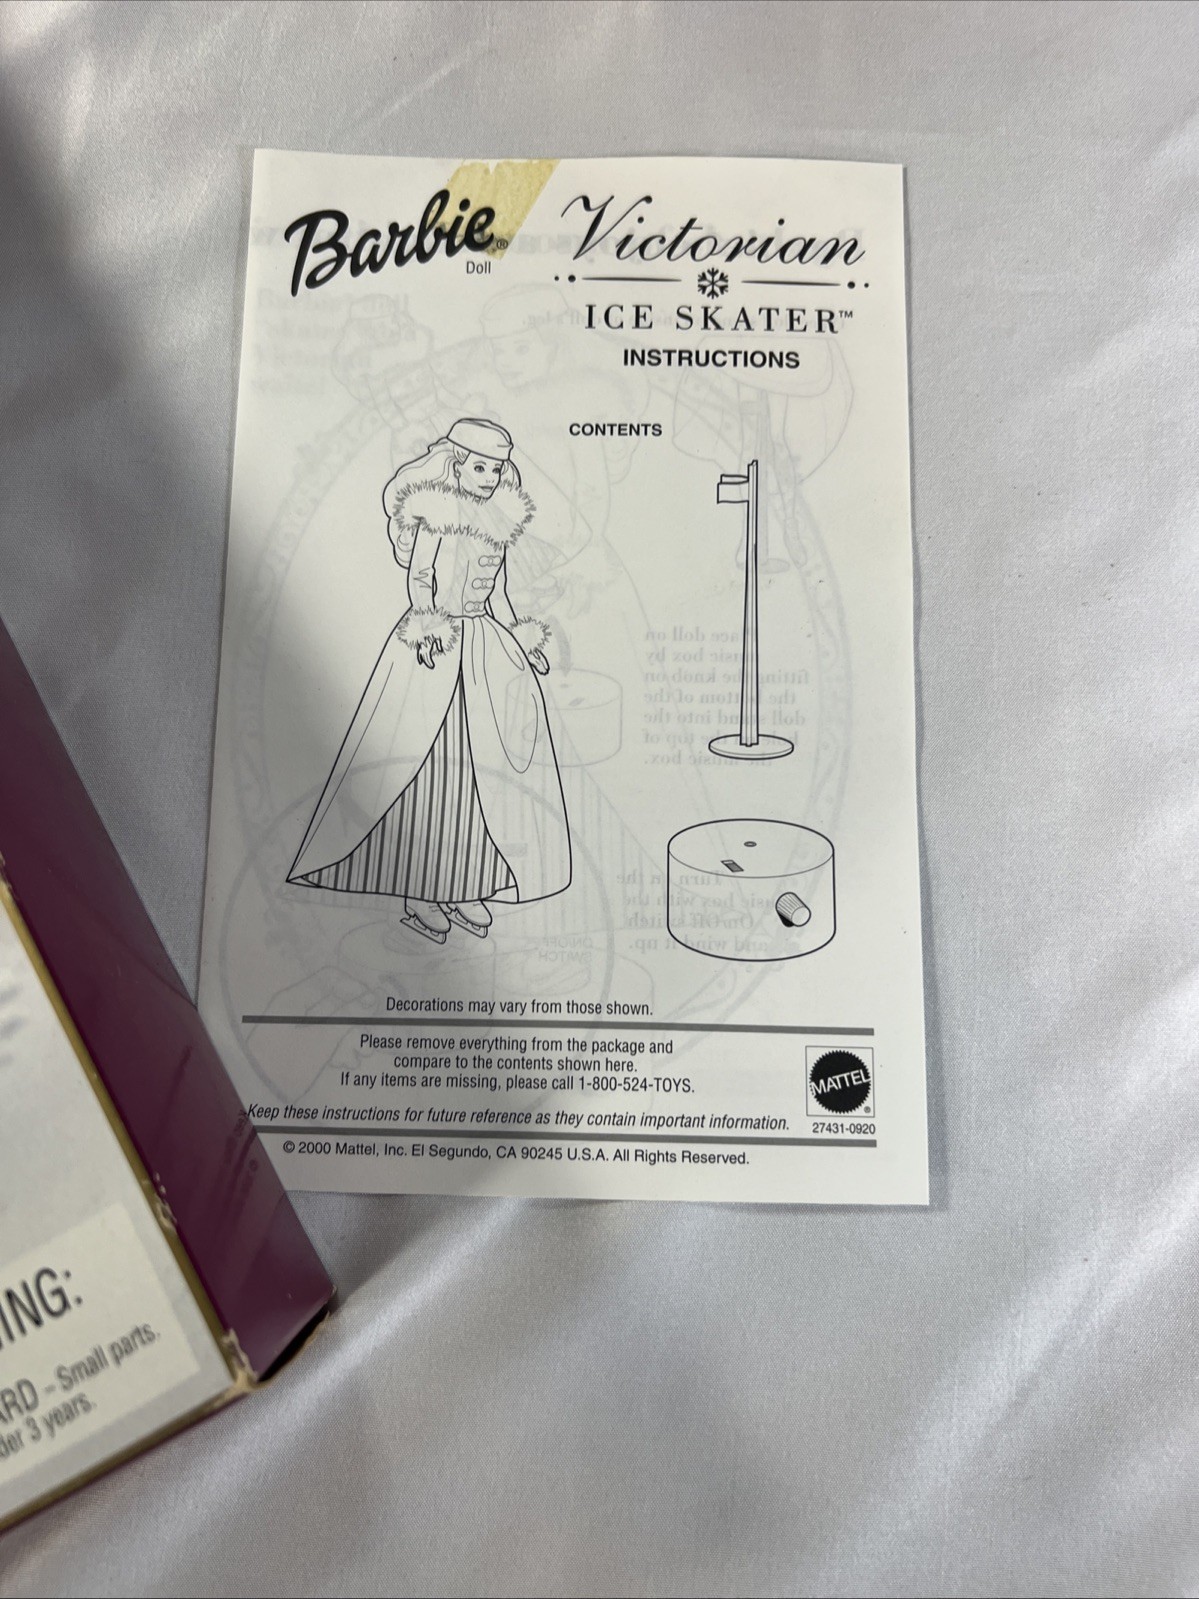 Barbie®
Doll
Victorian
ICE SKATER™
INSTRUCTIONS
CONTENTS
Decorations may vary from those shown.
Please remove everything from the package and
compare to the contents shown here.
If any items are missing, please call 1-800-524-TOYS.
Keep these instructions for future reference as they contain important information.
MATTEL
®
27431-0920
© 2000 Mattel, Inc. El Segundo, CA 90245 U.S.A. All Rights Reserved.
ING:
ARD – Small parts.
der 3 years.